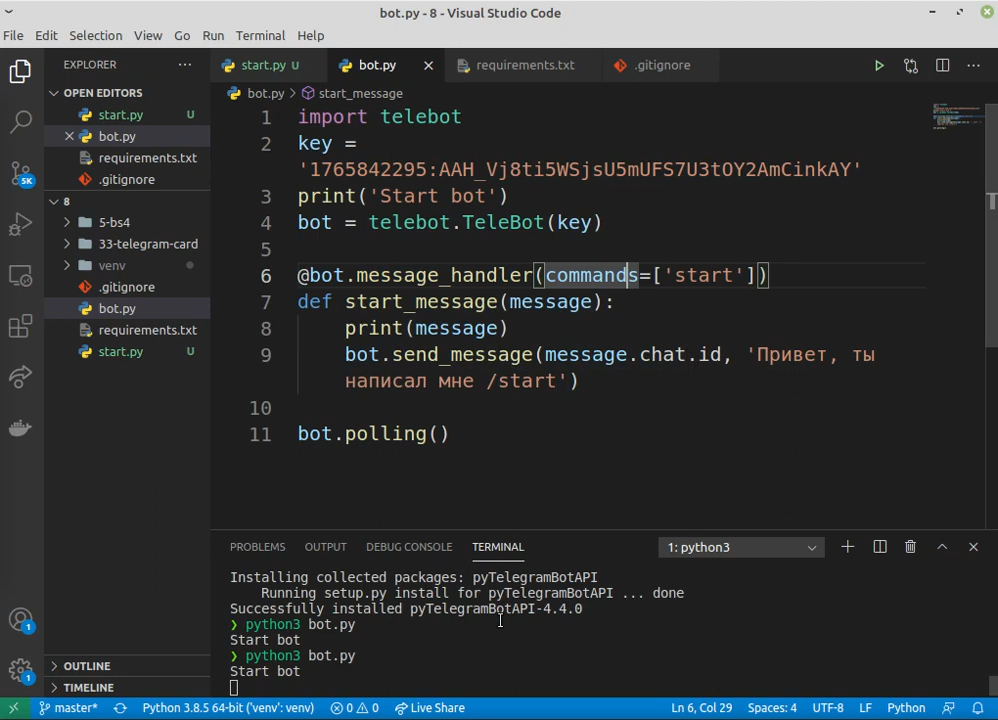 bot.py - 8 - Visual Studio Code
File Edit Selection View Go Run Terminal Help
EXPLORER ···
start.py U
bot.py
requirements.txt
.gitignore
OPEN EDITORS
start.py U
bot.py
requirements.txt
.gitignore
8
5-bs4
33-telegram-card
venv
.gitignore
bot.py
requirements.txt
start.py U
OUTLINE
TIMELINE
5K
1
1
bot.py > start_message
1 import telebot
2 key =
'1765842295:AAH_Vj8ti5WSjsU5mUFS7U3tOY2AmCinkAY'
3 print('Start bot')
4 bot = telebot.TeleBot(key)
5
6 @bot.message_handler(commands=['start'])
7 def start_message(message):
8 print(message)
9 bot.send_message(message.chat.id, 'Привет, ты
написал мне /start')
10
11 bot.polling()
PROBLEMS OUTPUT DEBUG CONSOLE TERMINAL 1: python3
Installing collected packages: pyTelegramBotAPI
Running setup.py install for pyTelegramBotAPI ... done
Successfully installed pyTelegramBotAPI-4.4.0
❯ python3 bot.py
Start bot
❯ python3 bot.py
Start bot
master* Python 3.8.5 64-bit ('venv': venv) 0 0 Live Share Ln 6, Col 29 Spaces: 4 UTF-8 LF Python